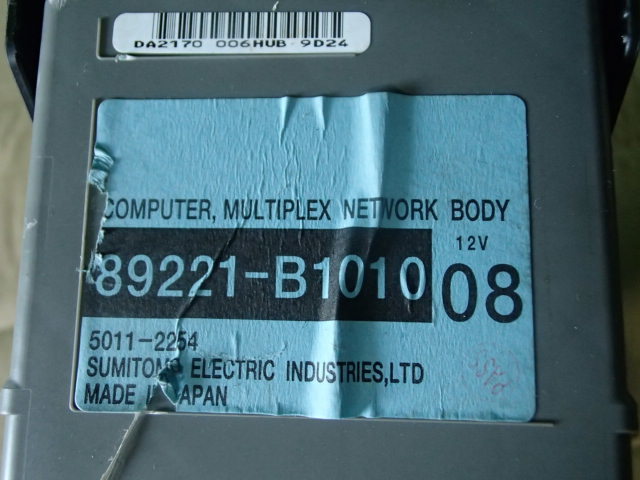 DA2170 006HUB 9D24
COMPUTER, MULTIPLEX NETWORK BODY
12V
89221-B1010 08
5011-2254
SUMITOMO ELECTRIC INDUSTRIES,LTD
MADE IN JAPAN
PASS